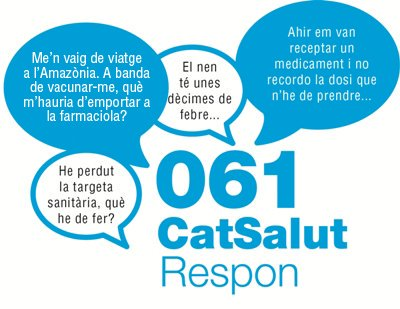 Me'n vaig de viatge
a l'Amazònia. A banda
de vacunar-me, què
m'hauria d'emportar a
la farmaciola?
El nen
té unes
dècimes de
febre...
Ahir em van
receptar un
medicament i no
recordo la dosi que
n'he de prendre...
He perdut
la targeta
sanitària, què
he de fer?
061
CatSalut
Respon